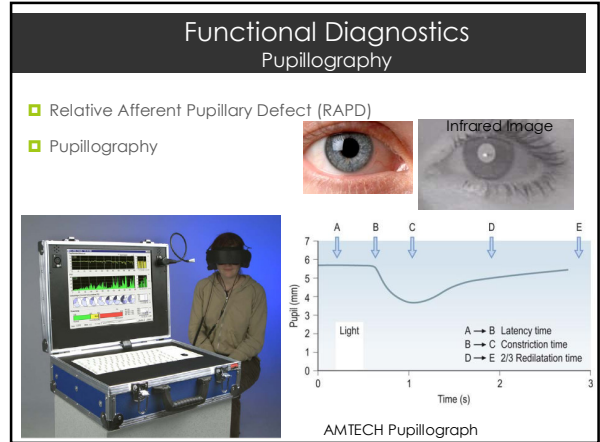 Functional Diagnostics
Pupillography
Relative Afferent Pupillary Defect (RAPD)
Pupillography
Infrared Image
A B C D E
7
6
5
4
3
2
1
0
Pupil (mm)
Light
A → B Latency time
B → C Constriction time
D → E 2/3 Redilatation time
0 1 2 3
Time (s)
AMTECH Pupillograph